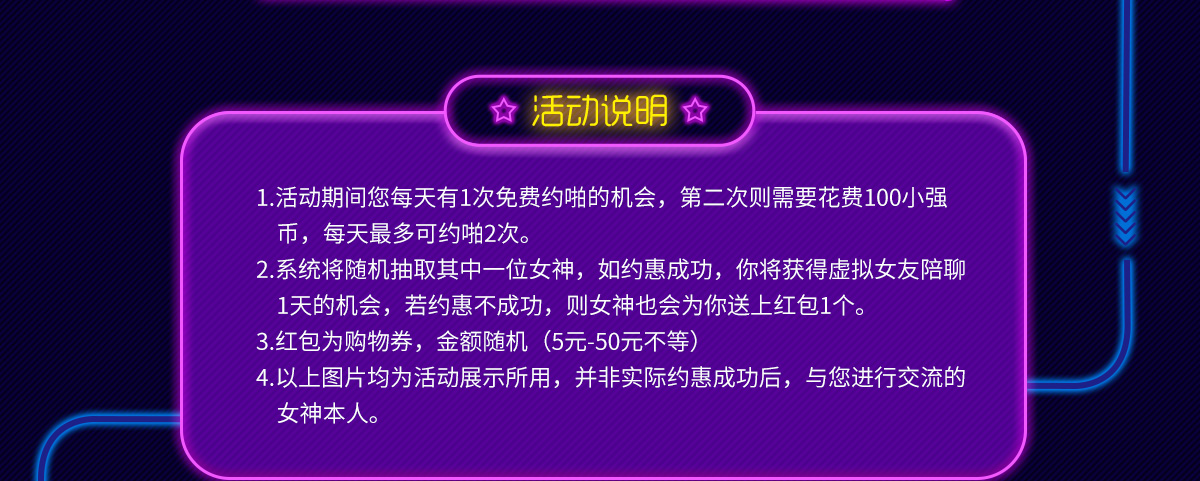 活动说明
1.活动期间您每天有1次免费约啪的机会，第二次则需要花费100小强
币，每天最多可约啪2次。
2.系统将随机抽取其中一位女神，如约惠成功，你将获得虚拟女友陪聊
1天的机会，若约惠不成功，则女神也会为你送上红包1个。
3.红包为购物券，金额随机（5元-50元不等）
4.以上图片均为活动展示所用，并非实际约惠成功后，与您进行交流的
女神本人。